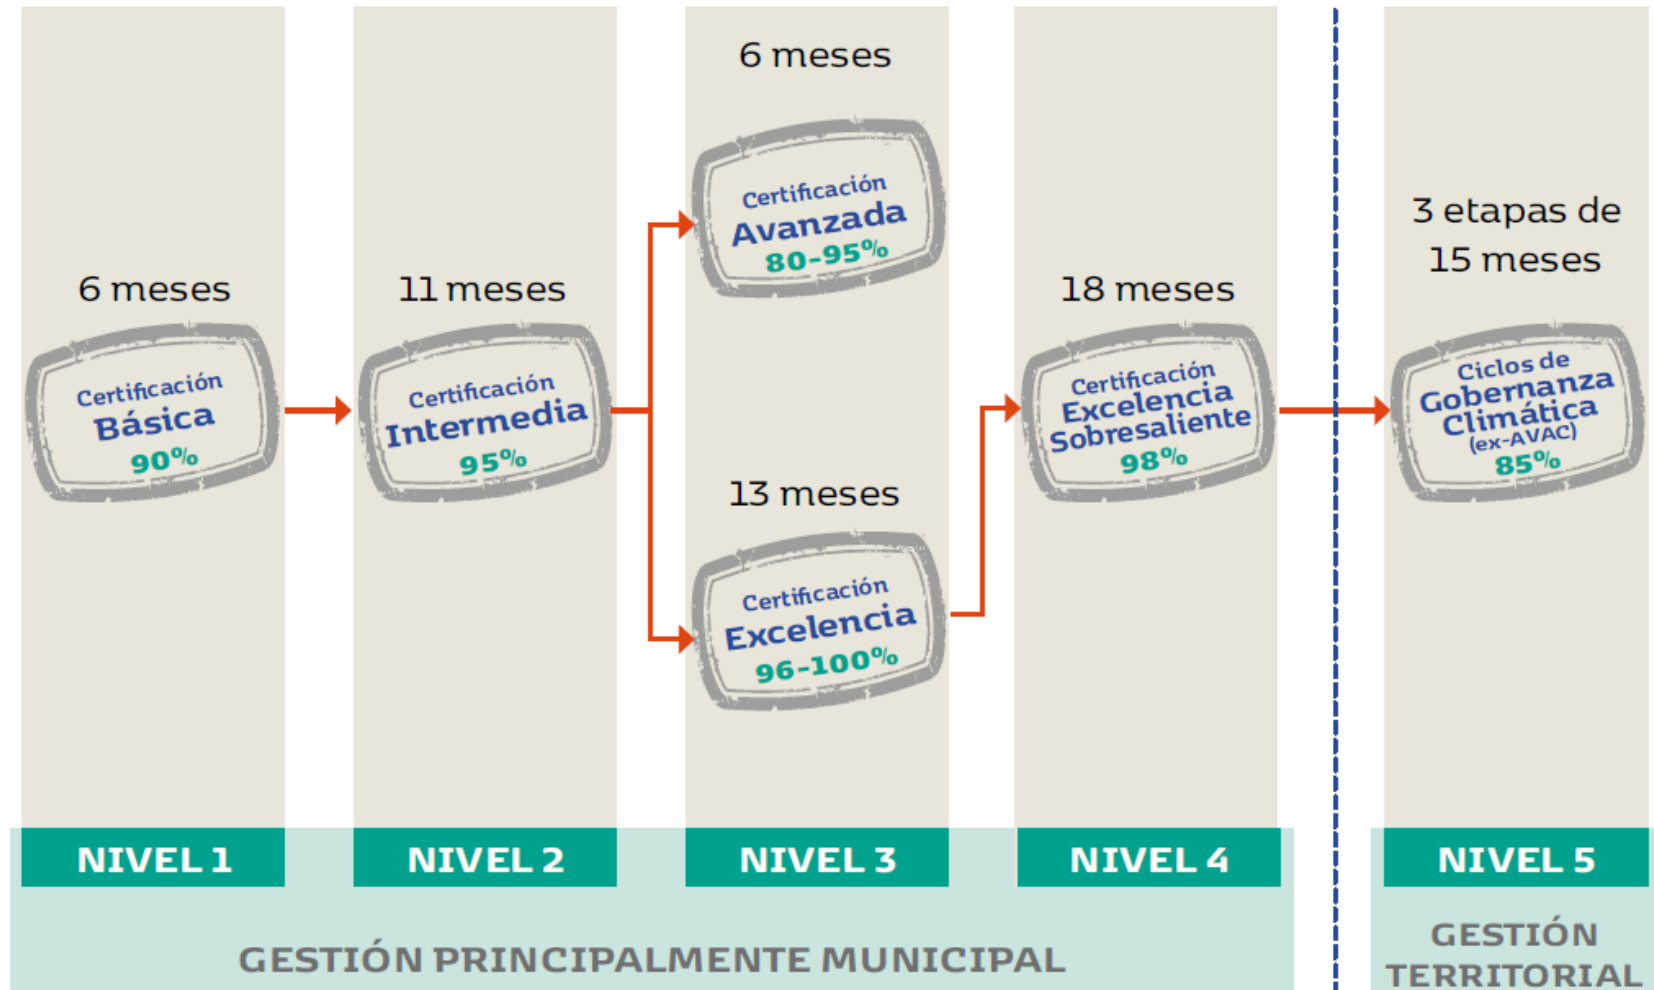 6 meses
Certificación
Básica
90%
11 meses
Certificación
Intermedia
95%
6 meses
Certificación
Avanzada
80-95%
13 meses
Certificación
Excelencia
96-100%
18 meses
Certificación
Excelencia
Sobresaliente
98%
3 etapas de
15 meses
Ciclos de
Gobernanza
Climática
(ex-AVAC)
85%
NIVEL 1
NIVEL 2
NIVEL 3
NIVEL 4
NIVEL 5
GESTIÓN PRINCIPALMENTE MUNICIPAL
GESTIÓN
TERRITORIAL